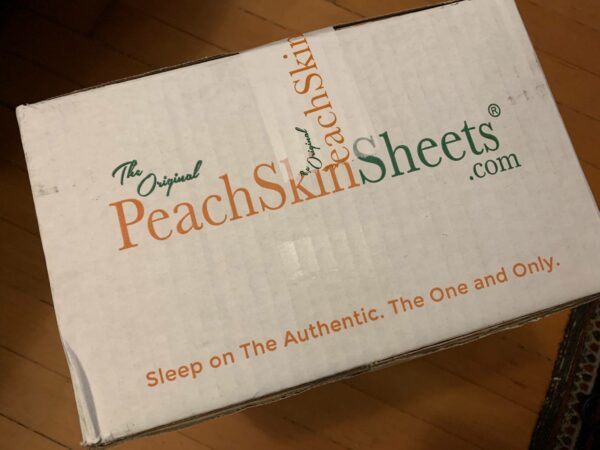 The Original
PeachSkinSheets®
.com
Sleep on The Authentic. The One and Only.
The Original
PeachSkin